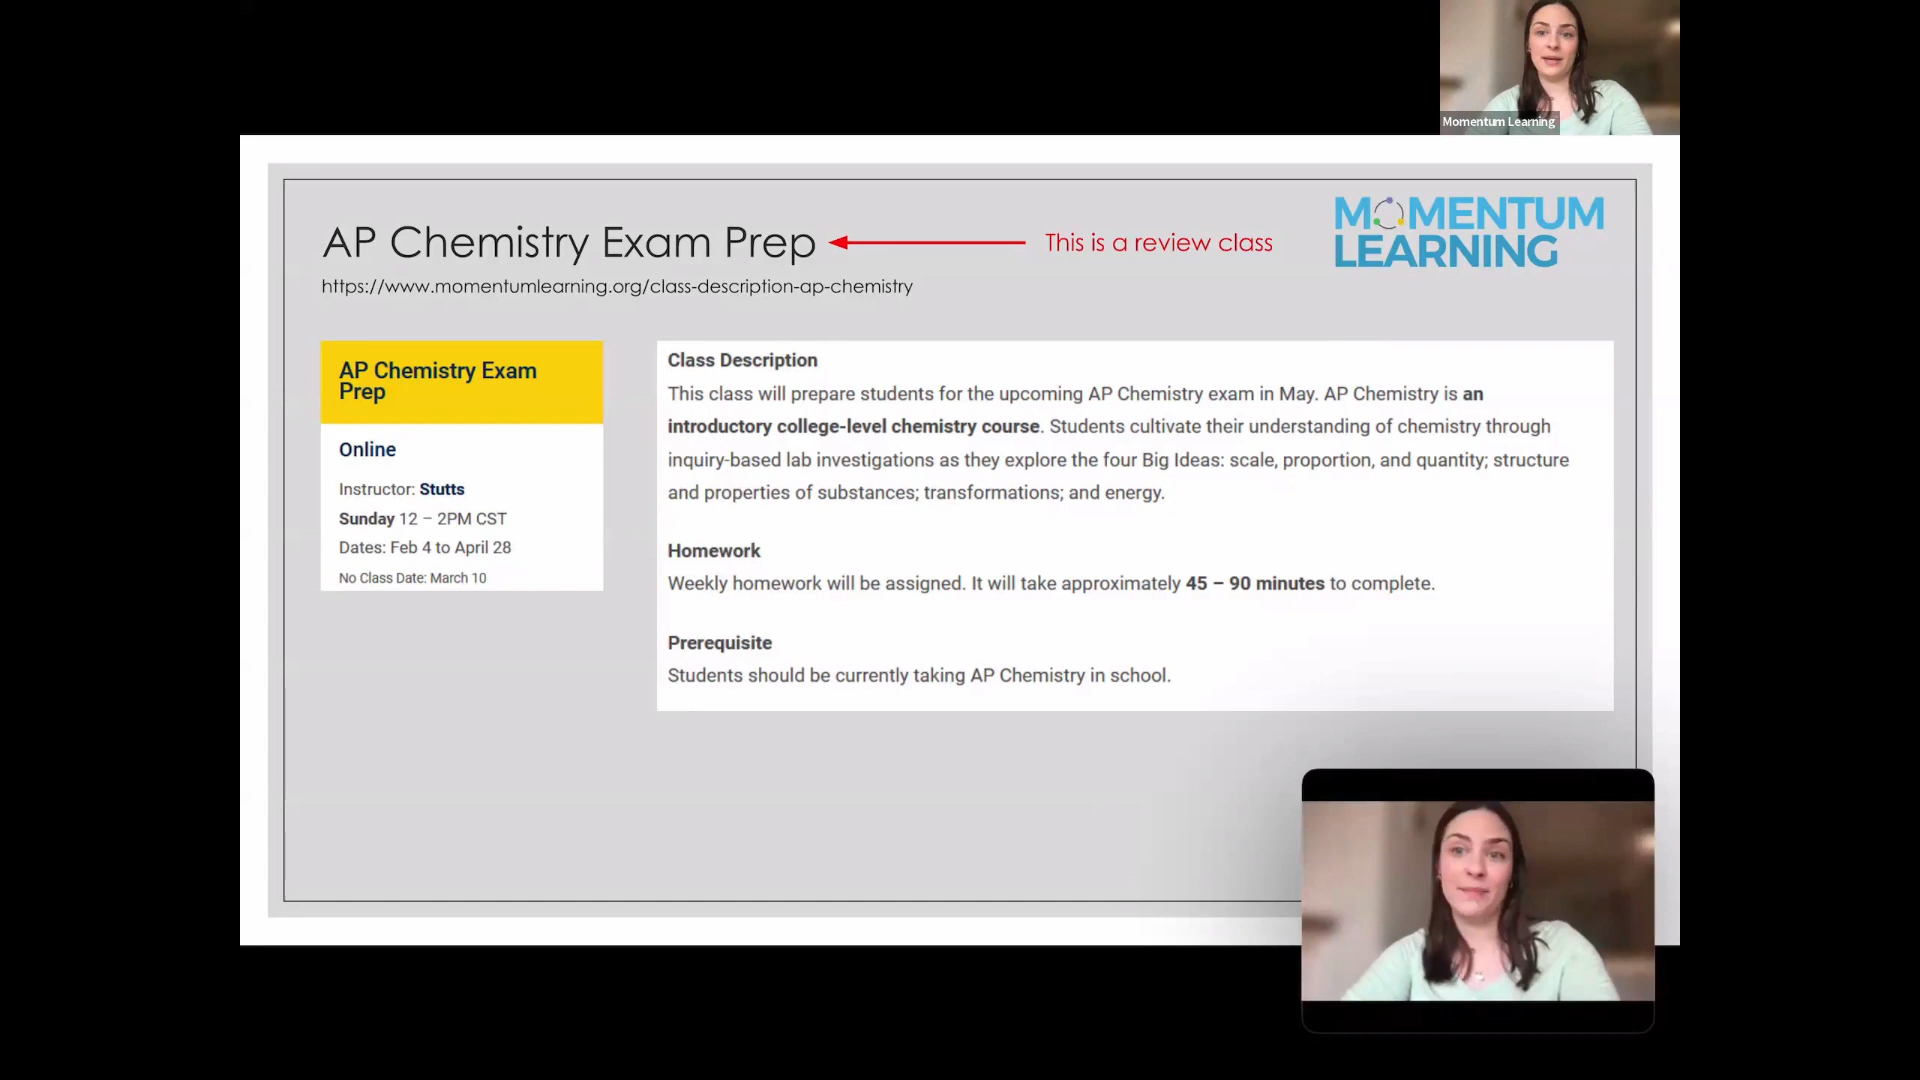 Momentum Learning
AP Chemistry Exam Prep
This is a review class
MOMENTUM
LEARNING
https://www.momentumlearning.org/class-description-ap-chemistry
AP Chemistry Exam
Prep
Online
Instructor: Stutts
Sunday 12 – 2PM CST
Dates: Feb 4 to April 28
No Class Date: March 10
Class Description
This class will prepare students for the upcoming AP Chemistry exam in May. AP Chemistry is an
introductory college-level chemistry course. Students cultivate their understanding of chemistry through
inquiry-based lab investigations as they explore the four Big Ideas: scale, proportion, and quantity; structure
and properties of substances; transformations; and energy.
Homework
Weekly homework will be assigned. It will take approximately 45 – 90 minutes to complete.
Prerequisite
Students should be currently taking AP Chemistry in school.